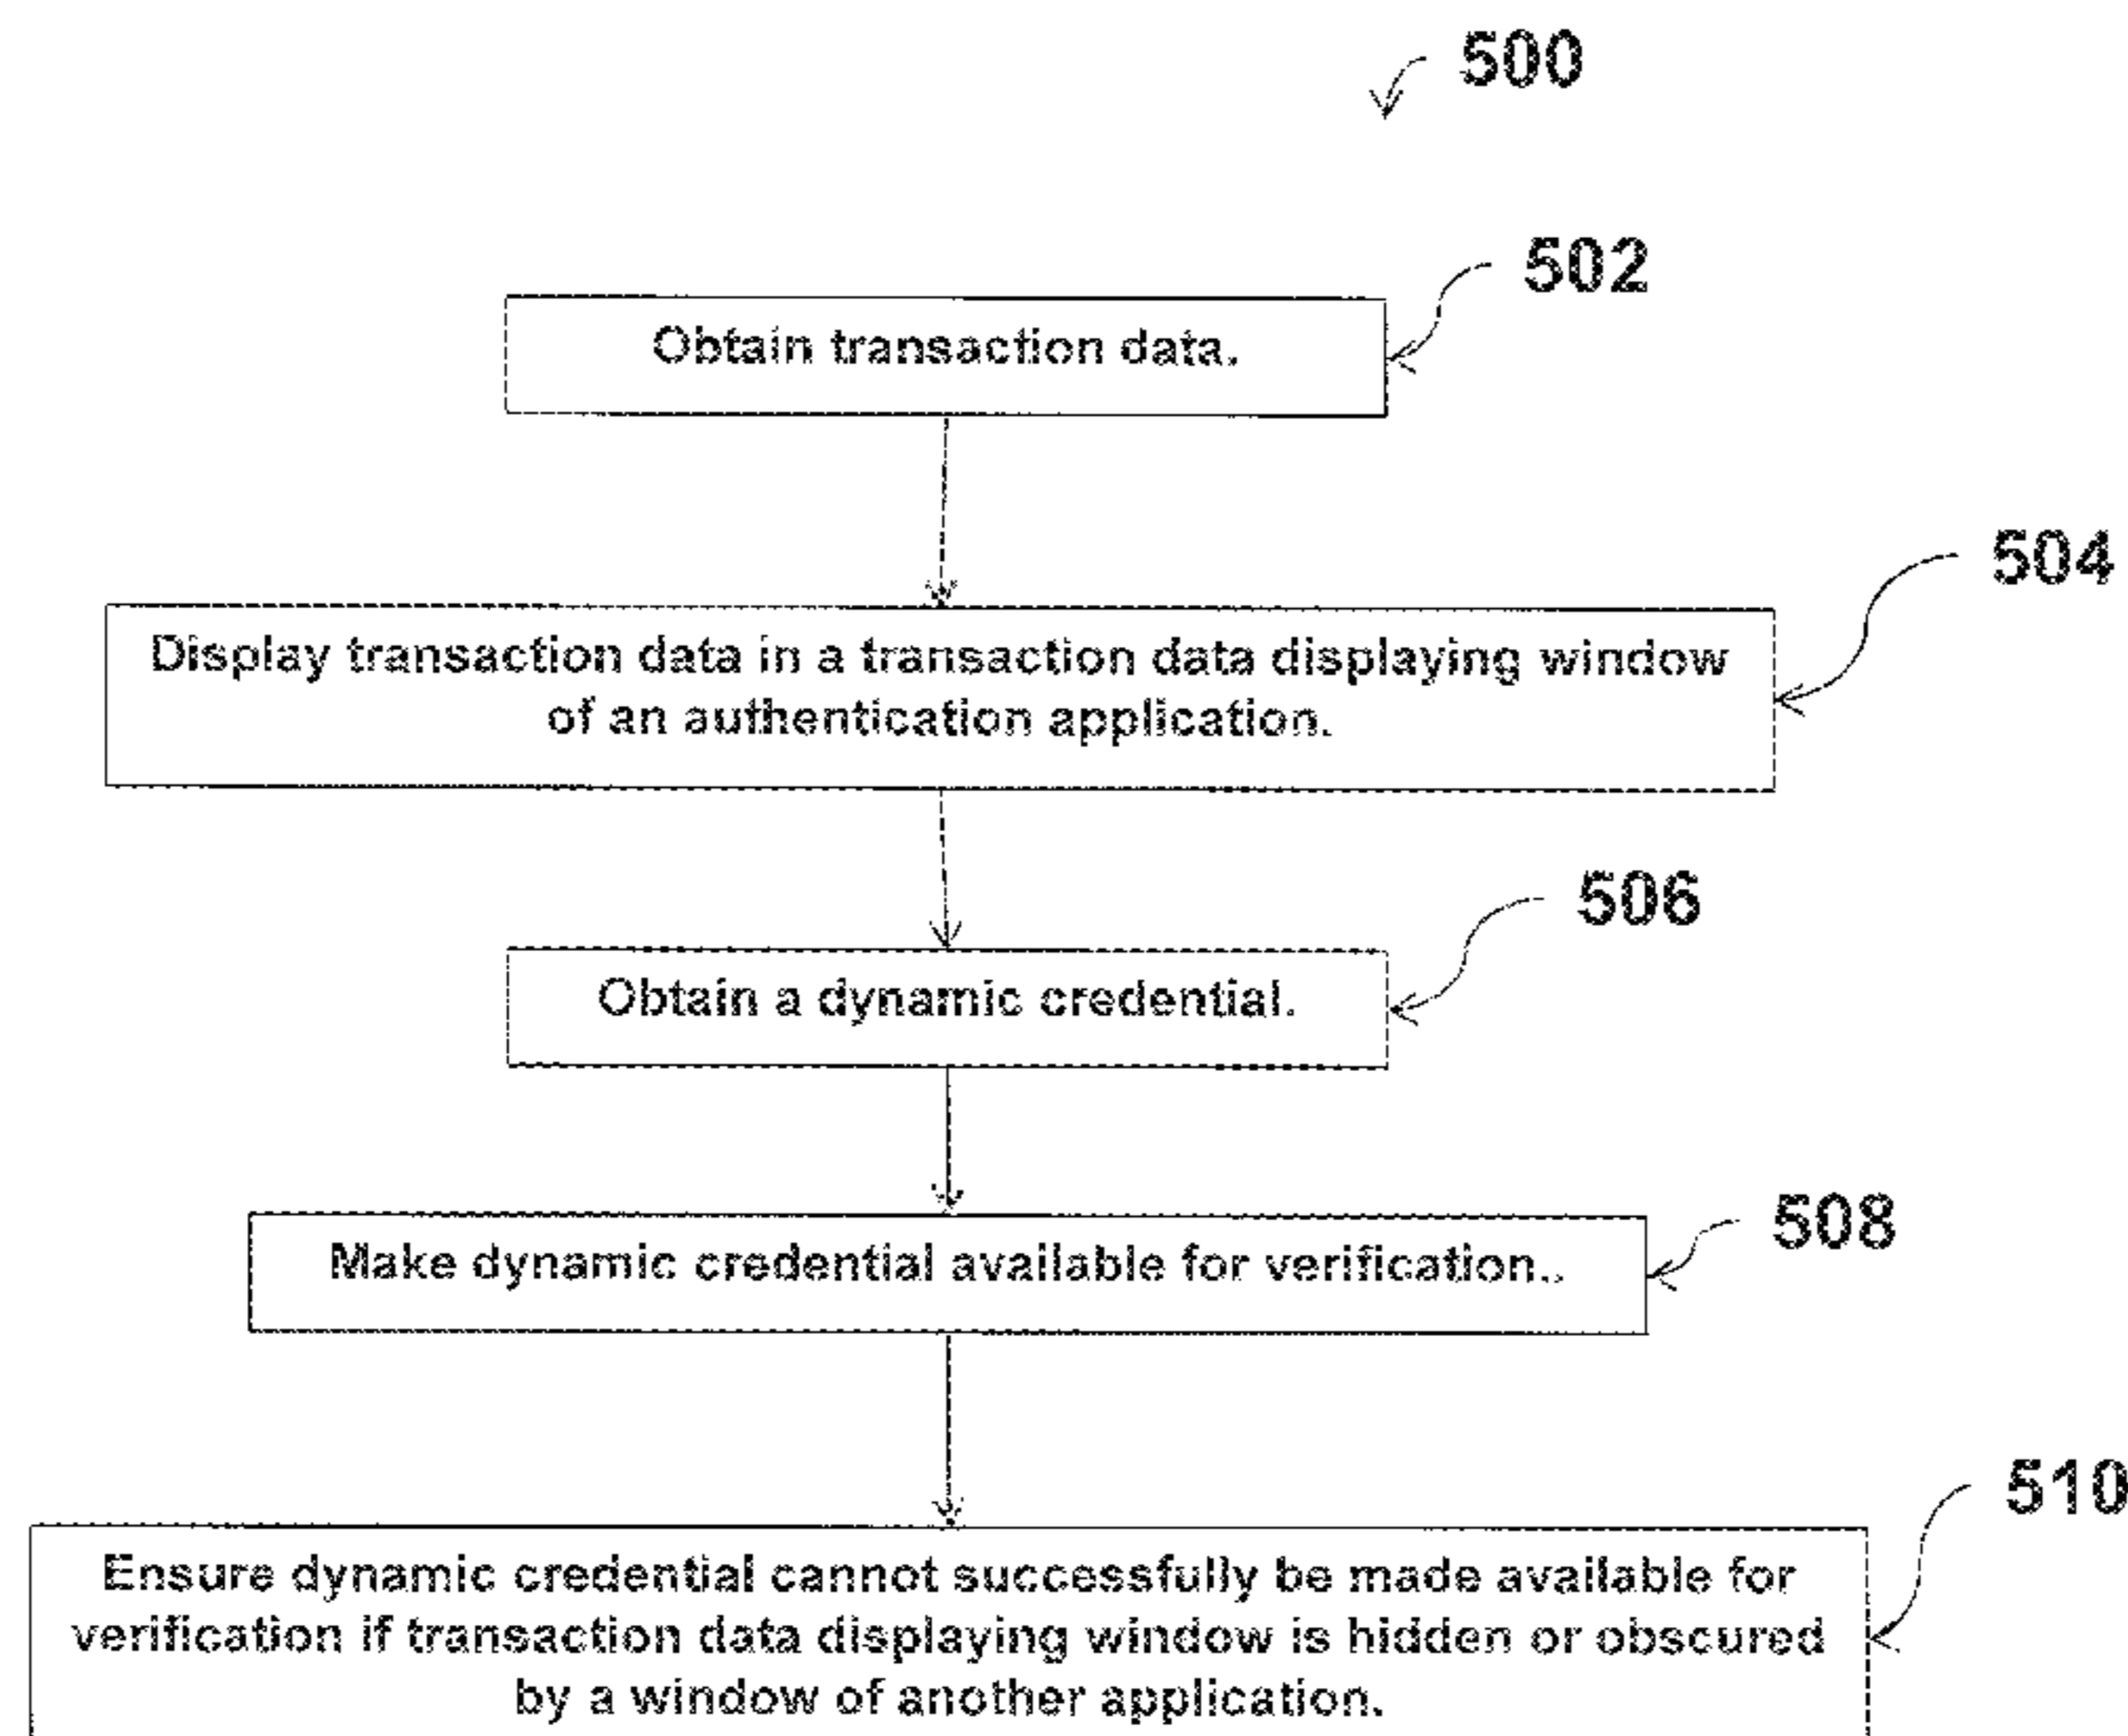 500
502
Obtain transaction data.
504
Display transaction data in a transaction data displaying window
of an authentication application.
506
Obtain a dynamic credential.
508
Make dynamic credential available for verification..
510
Ensure dynamic credential cannot successfully be made available for
verification if transaction data displaying window is hidden or obscured
by a window of another application.